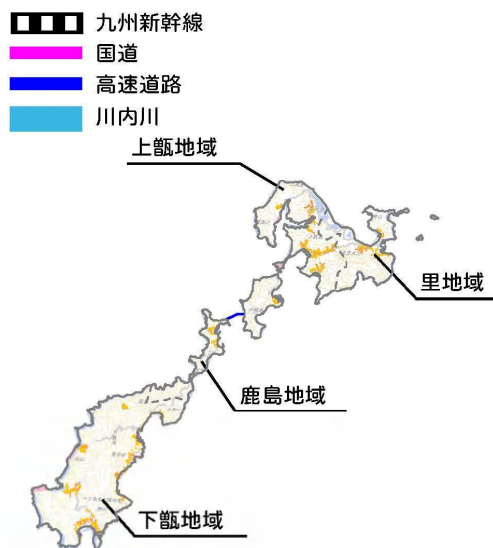 九州新幹線
国道
高速道路
川内川
上甑地域
里地域
鹿島地域
下甑地域